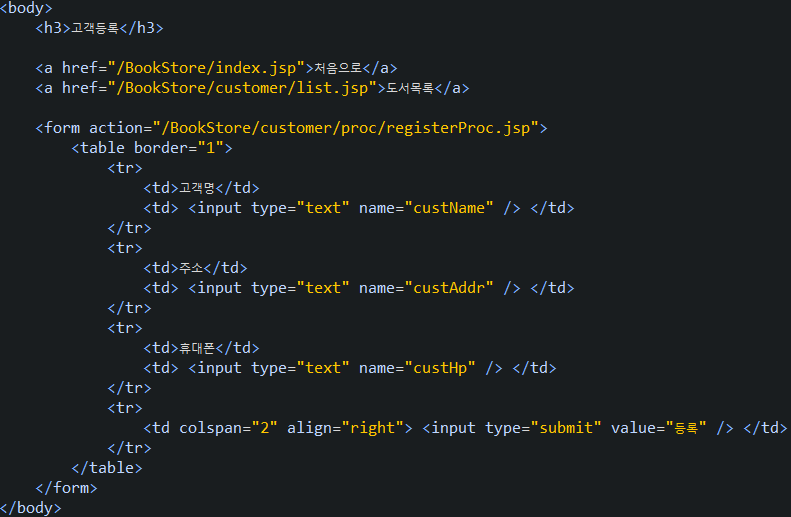 <body>
<h3>고객등록</h3>
<a href="/BookStore/index.jsp">처음으로</a>
<a href="/BookStore/customer/list.jsp">도서목록</a>
<form action="/BookStore/customer/proc/registerProc.jsp">
<table border="1">
<tr>
<td>고객명</td>
<td> <input type="text" name="custName" /> </td>
</tr>
<tr>
<td>주소</td>
<td> <input type="text" name="custAddr" /> </td>
</tr>
<tr>
<td>휴대폰</td>
<td> <input type="text" name="custHp" /> </td>
</tr>
<tr>
<td colspan="2" align="right"> <input type="submit" value="등록" /> </td>
</tr>
</table>
</form>
</body>